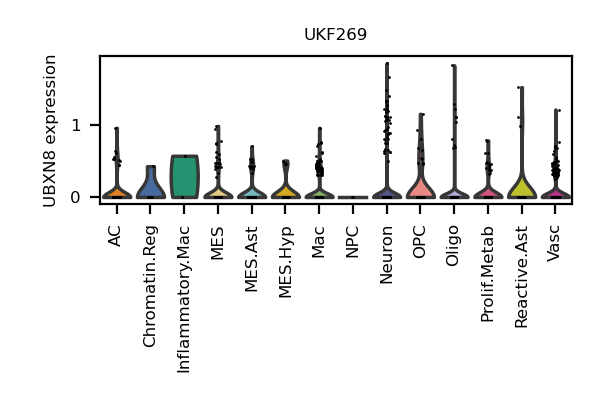 UKF269
UBXN8 expression
1
0
AC
Chromatin.Reg
Inflammatory.Mac
MES
MES.Ast
MES.Hyp
Mac
NPC
Neuron
OPC
Oligo
Prolif.Metab
Reactive.Ast
Vasc